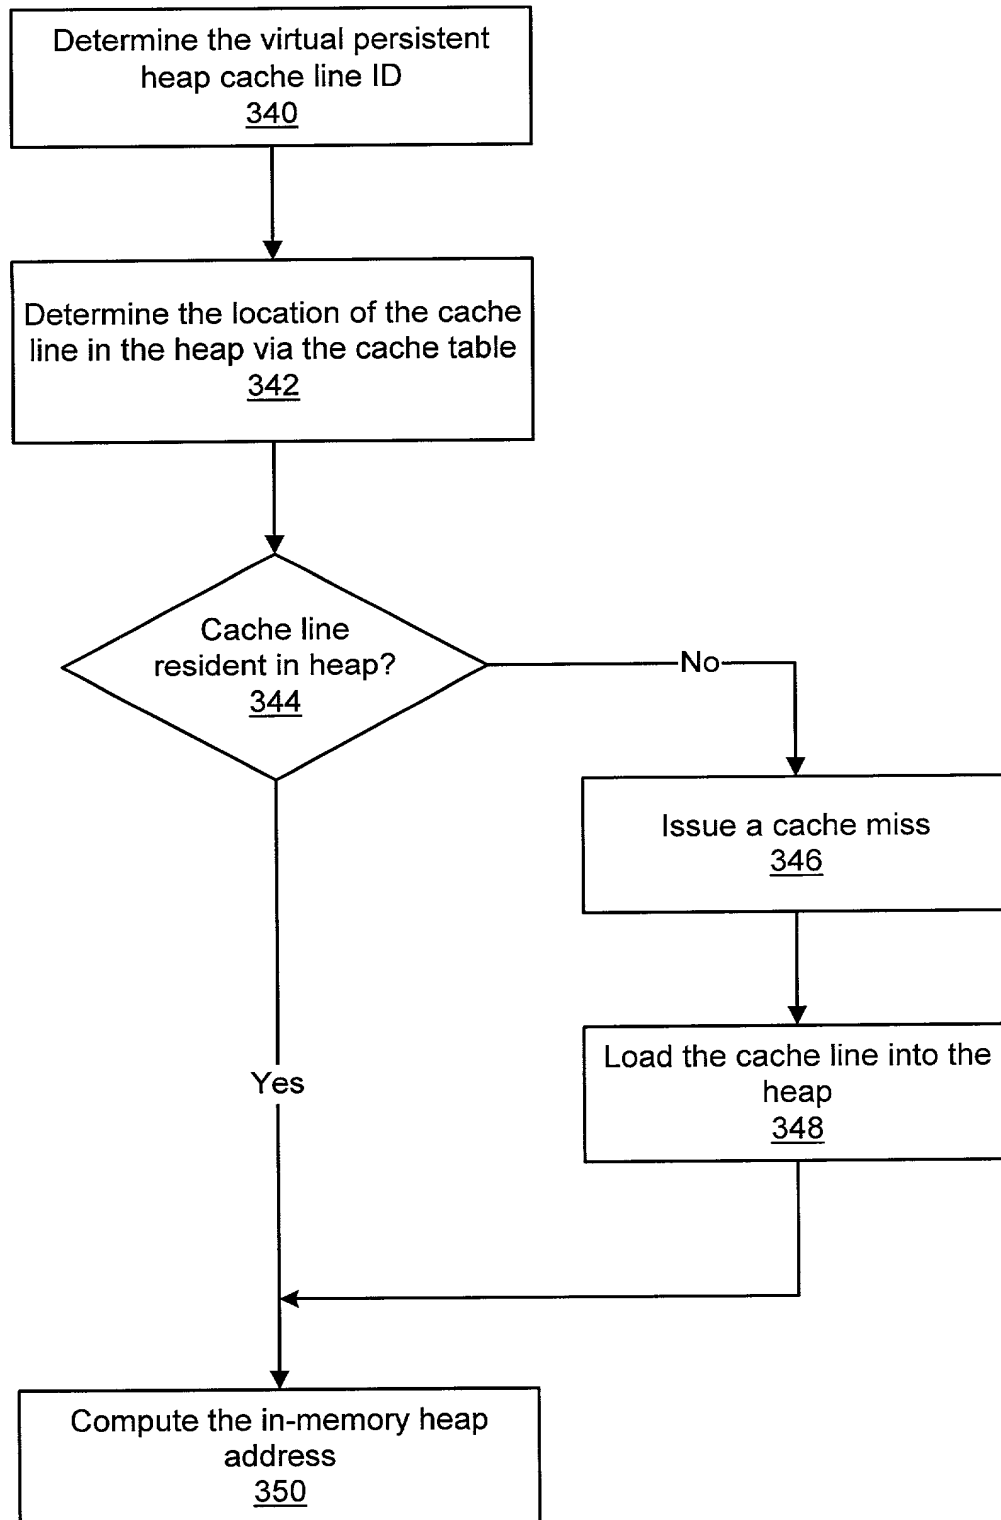 Determine the virtual persistent
heap cache line ID
340
Determine the location of the cache
line in the heap via the cache table
342
Cache line
resident in heap?
344
No
Issue a cache miss
346
Load the cache line into the
heap
348
Yes
Compute the in-memory heap
address
350